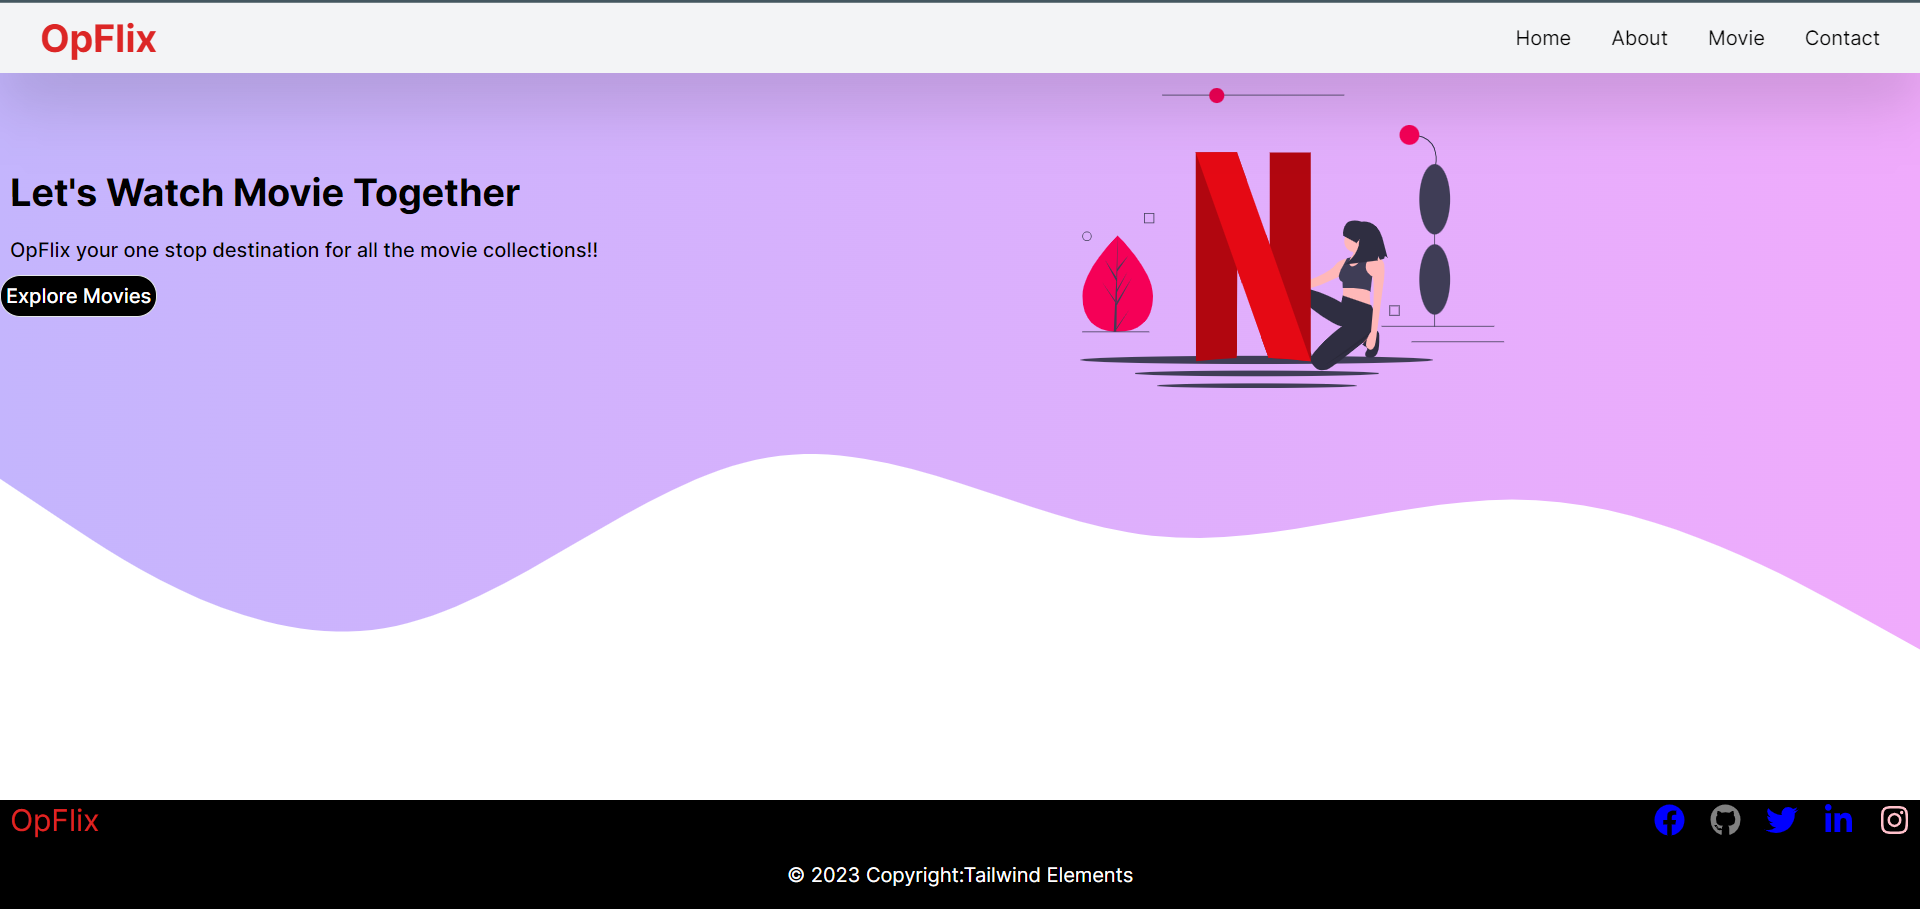 OpFlix
Home About Movie Contact
Let's Watch Movie Together
OpFlix your one stop destination for all the movie collections!!
Explore Movies
N
OpFlix
© 2023 Copyright:Tailwind Elements